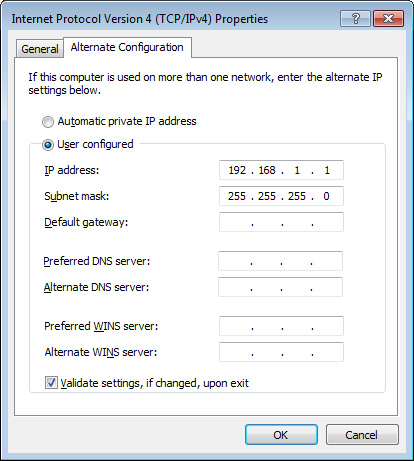 Internet Protocol Version 4 (TCP/IPv4) Properties
General Alternate Configuration
If this computer is used on more than one network, enter the alternate IP
settings below.
Automatic private IP address
User configured
IP address: 192 . 168 . 1 . 1
Subnet mask: 255 . 255 . 255 . 0
Default gateway: . . .
Preferred DNS server: . . .
Alternate DNS server: . . .
Preferred WINS server: . . .
Alternate WINS server: . . .
Validate settings, if changed, upon exit
OK Cancel